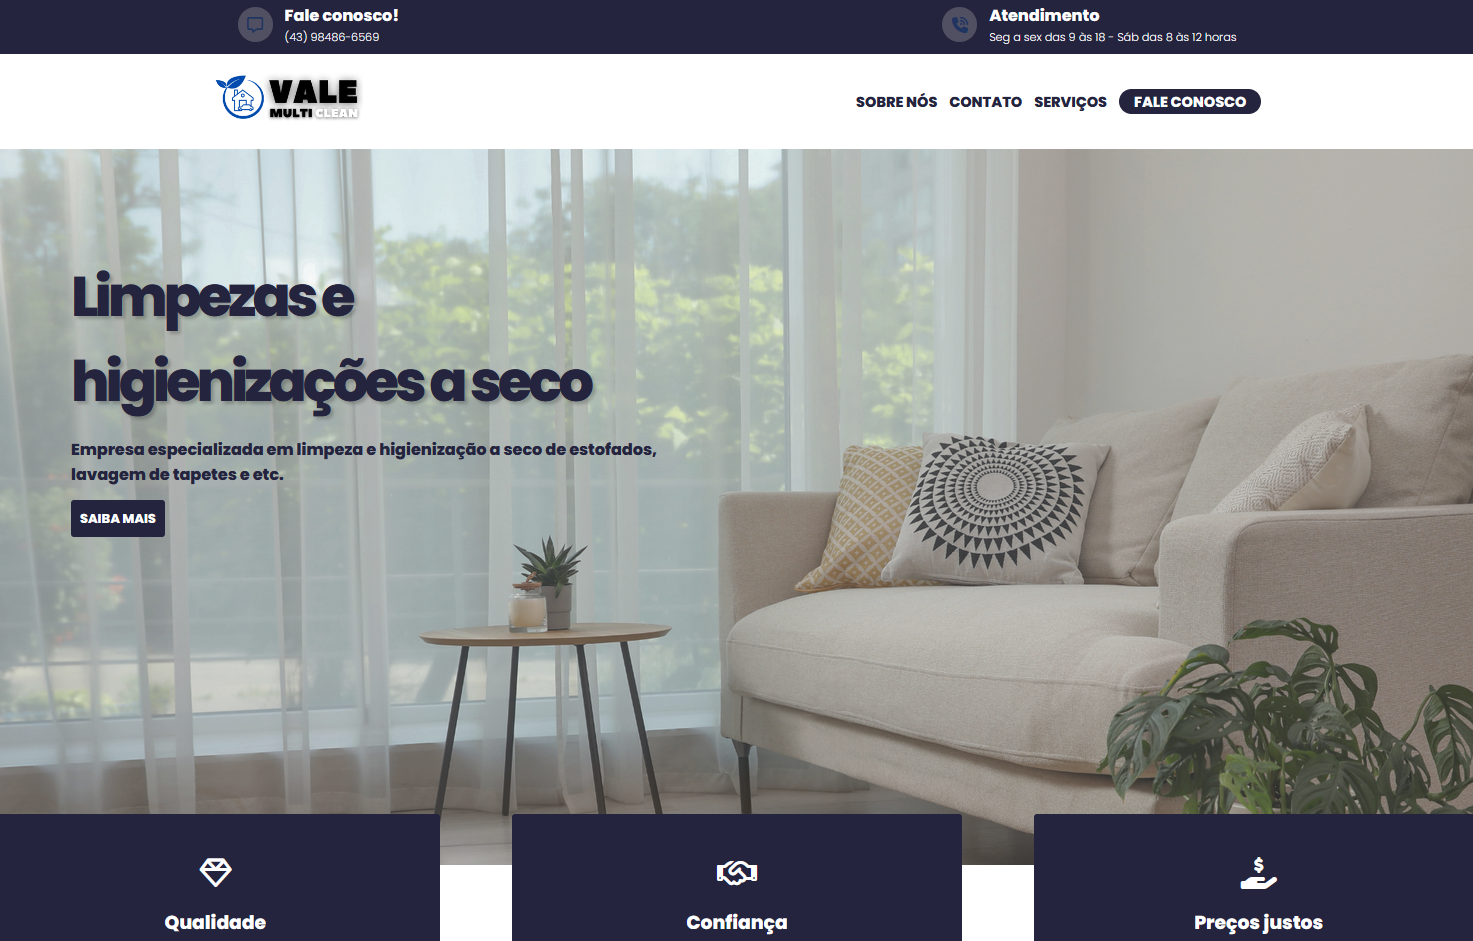 Fale conosco!
(43) 98486-6569
Atendimento
Seg a sex das 9 às 18 - Sáb das 8 às 12 horas
VALE
MULTI CLEAN
SOBRE NÓS CONTATO SERVIÇOS FALE CONOSCO
Limpezas e
higienizações a seco
Empresa especializada em limpeza e higienização a seco de estofados,
lavagem de tapetes e etc.
SAIBA MAIS
$
Qualidade
Confiança
Preços justos